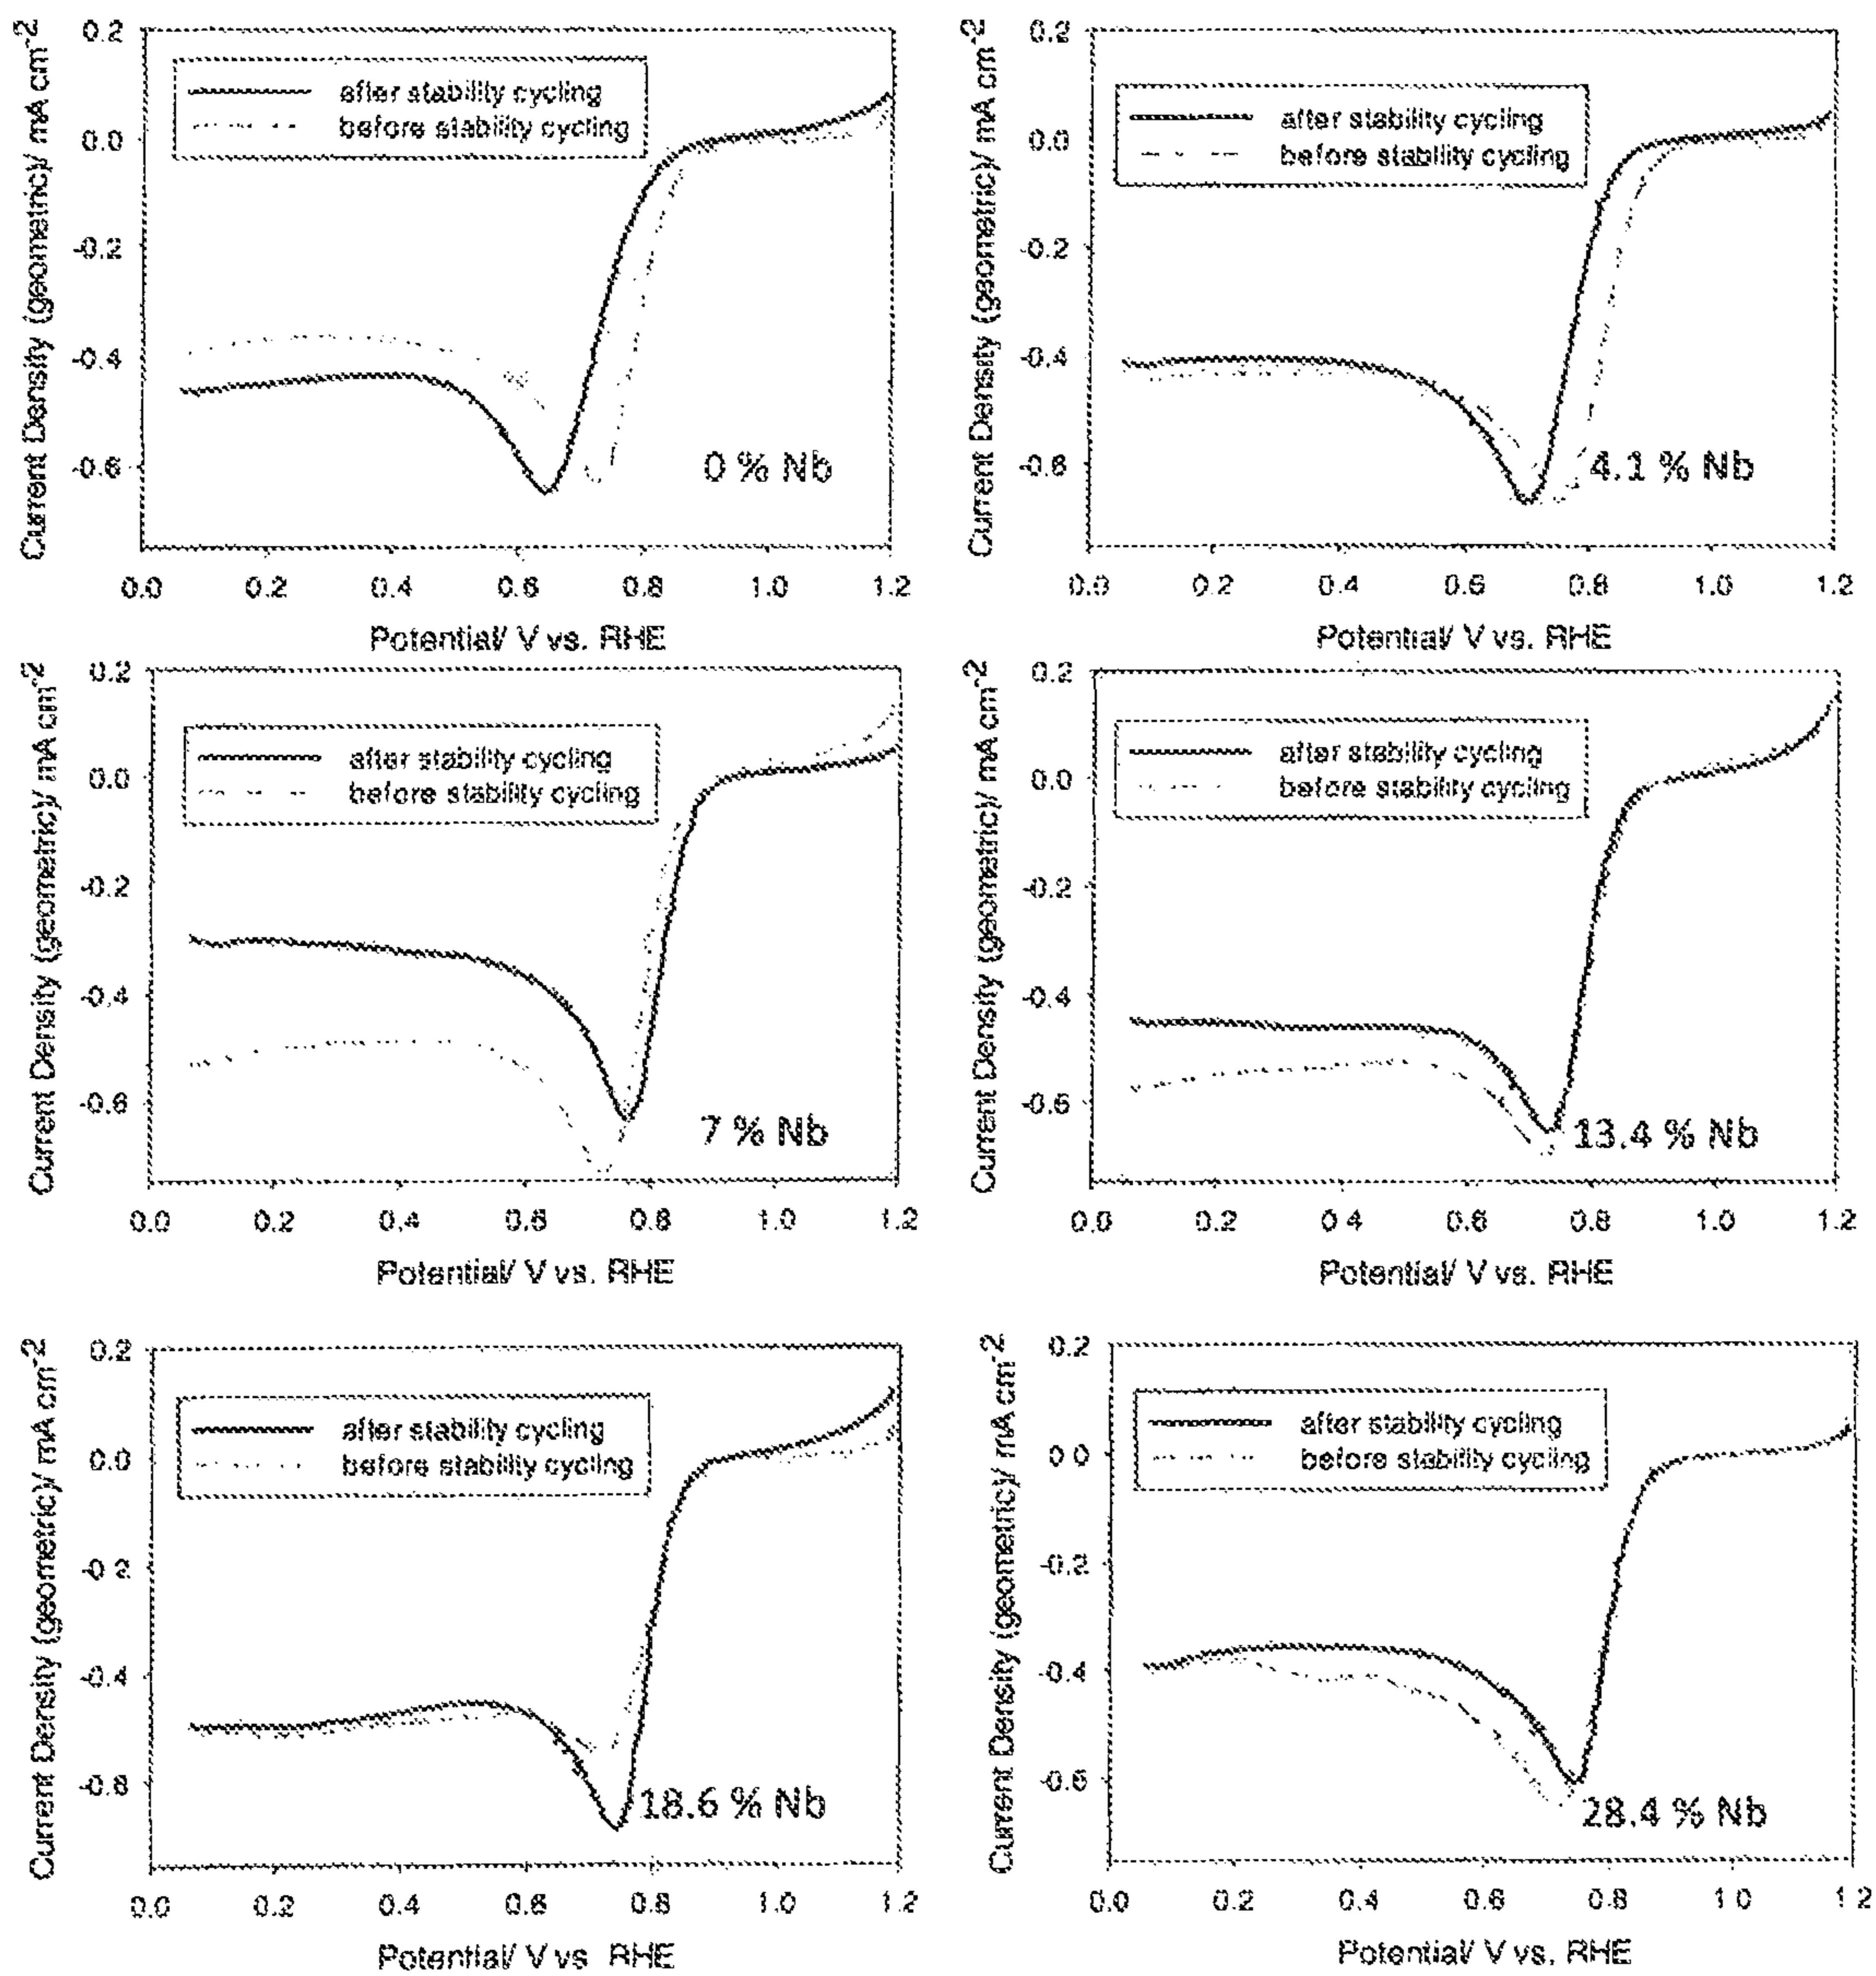 Current Density (geometric)/ mA cm-2
0.2
0.0
-0.2
-0.4
-0.6
after stability cycling
before stability cycling
0 % Nb
0.0 0.2 0.4 0.6 0.8 1.0 1.2
Potential/ V vs. RHE
Current Density (geometric)/ mA cm-2
0.2
0.0
-0.2
-0.4
-0.6
after stability cycling
before stability cycling
4.1 % Nb
0.0 0.2 0.4 0.6 0.8 1.0 1.2
Potential/ V vs. RHE
Current Density (geometric)/ mA cm-2
0.2
0.0
-0.2
-0.4
-0.6
after stability cycling
before stability cycling
7 % Nb
0.0 0.2 0.4 0.6 0.8 1.0 1.2
Potential/ V vs. RHE
Current Density (geometric)/ mA cm-2
0.2
0.0
-0.2
-0.4
-0.6
after stability cycling
before stability cycling
13.4 % Nb
0.0 0.2 0 4 0.6 0.8 1.0 1.2
Potential/ V vs. RHE
Current Density (geometric)/ mA cm-2
0.2
0.0
-0 2
-0.4
-0.6
after stability cycling
before stability cycling
18.6 % Nb
0.0 0.2 0.4 0.6 0.8 1.0 1.2
Potential/ V vs RHE
Current Density (geometric)/ mA cm-2
0.2
0 0
-0.2
-0.4
-0.6
after stability cycling
before stability cycling
28.4 % Nb
0.0 0.2 0.4 0.6 0.8 1 0 1 2
Potential/ V vs. RHE